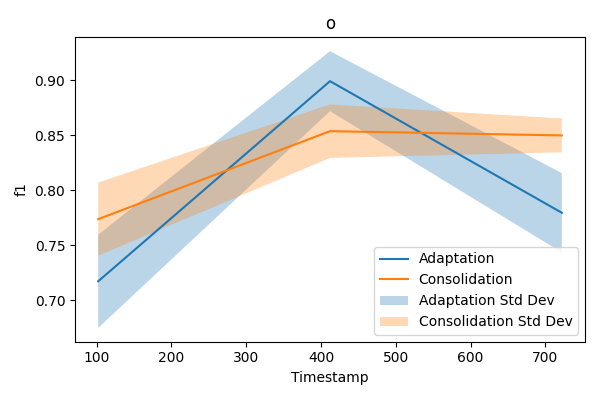 o
f1
0.90
0.85
0.80
0.75
0.70
100 200 300 400 500 600 700
Timestamp
Adaptation
Consolidation
Adaptation Std Dev
Consolidation Std Dev